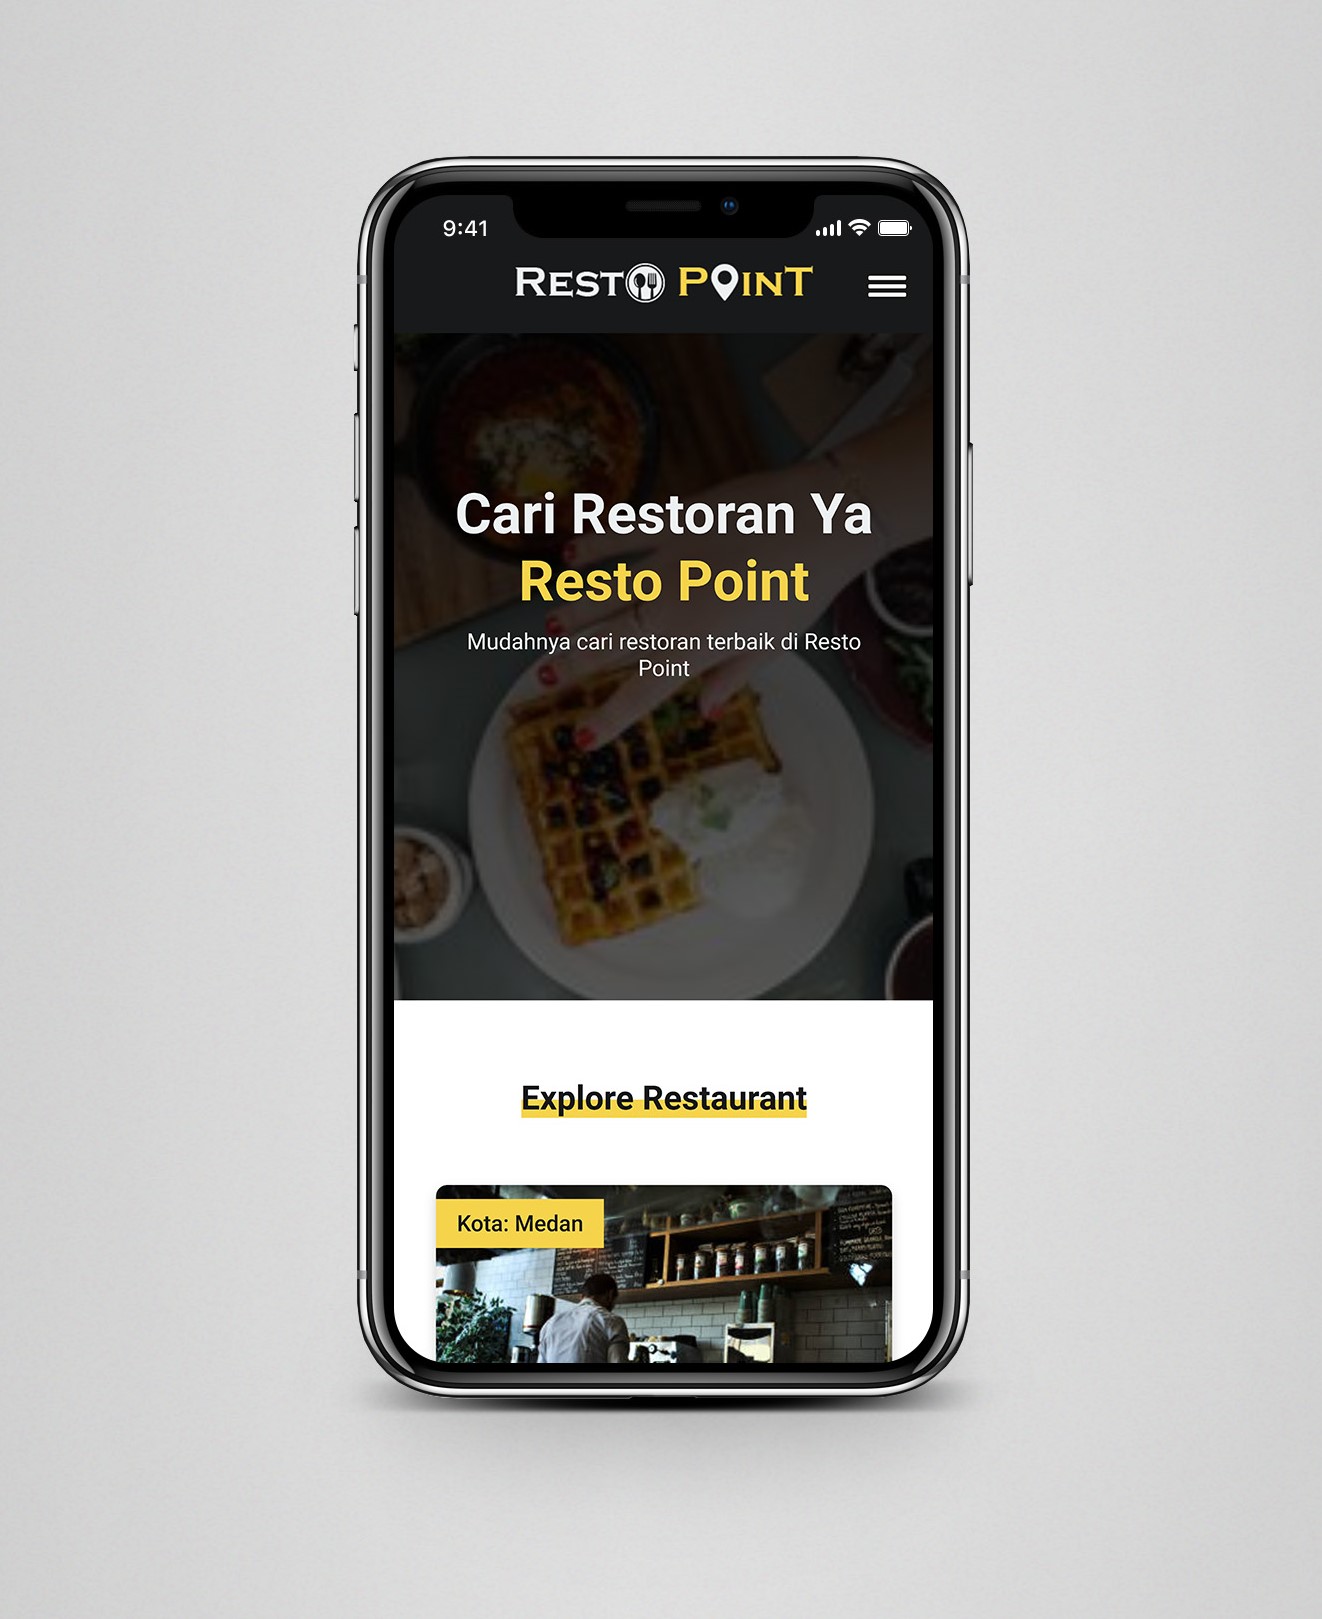 9:41
RESTO POINT
Cari Restoran Ya
Resto Point
Mudahnya cari restoran terbaik di Resto
Point
Explore Restaurant
Kota: Medan